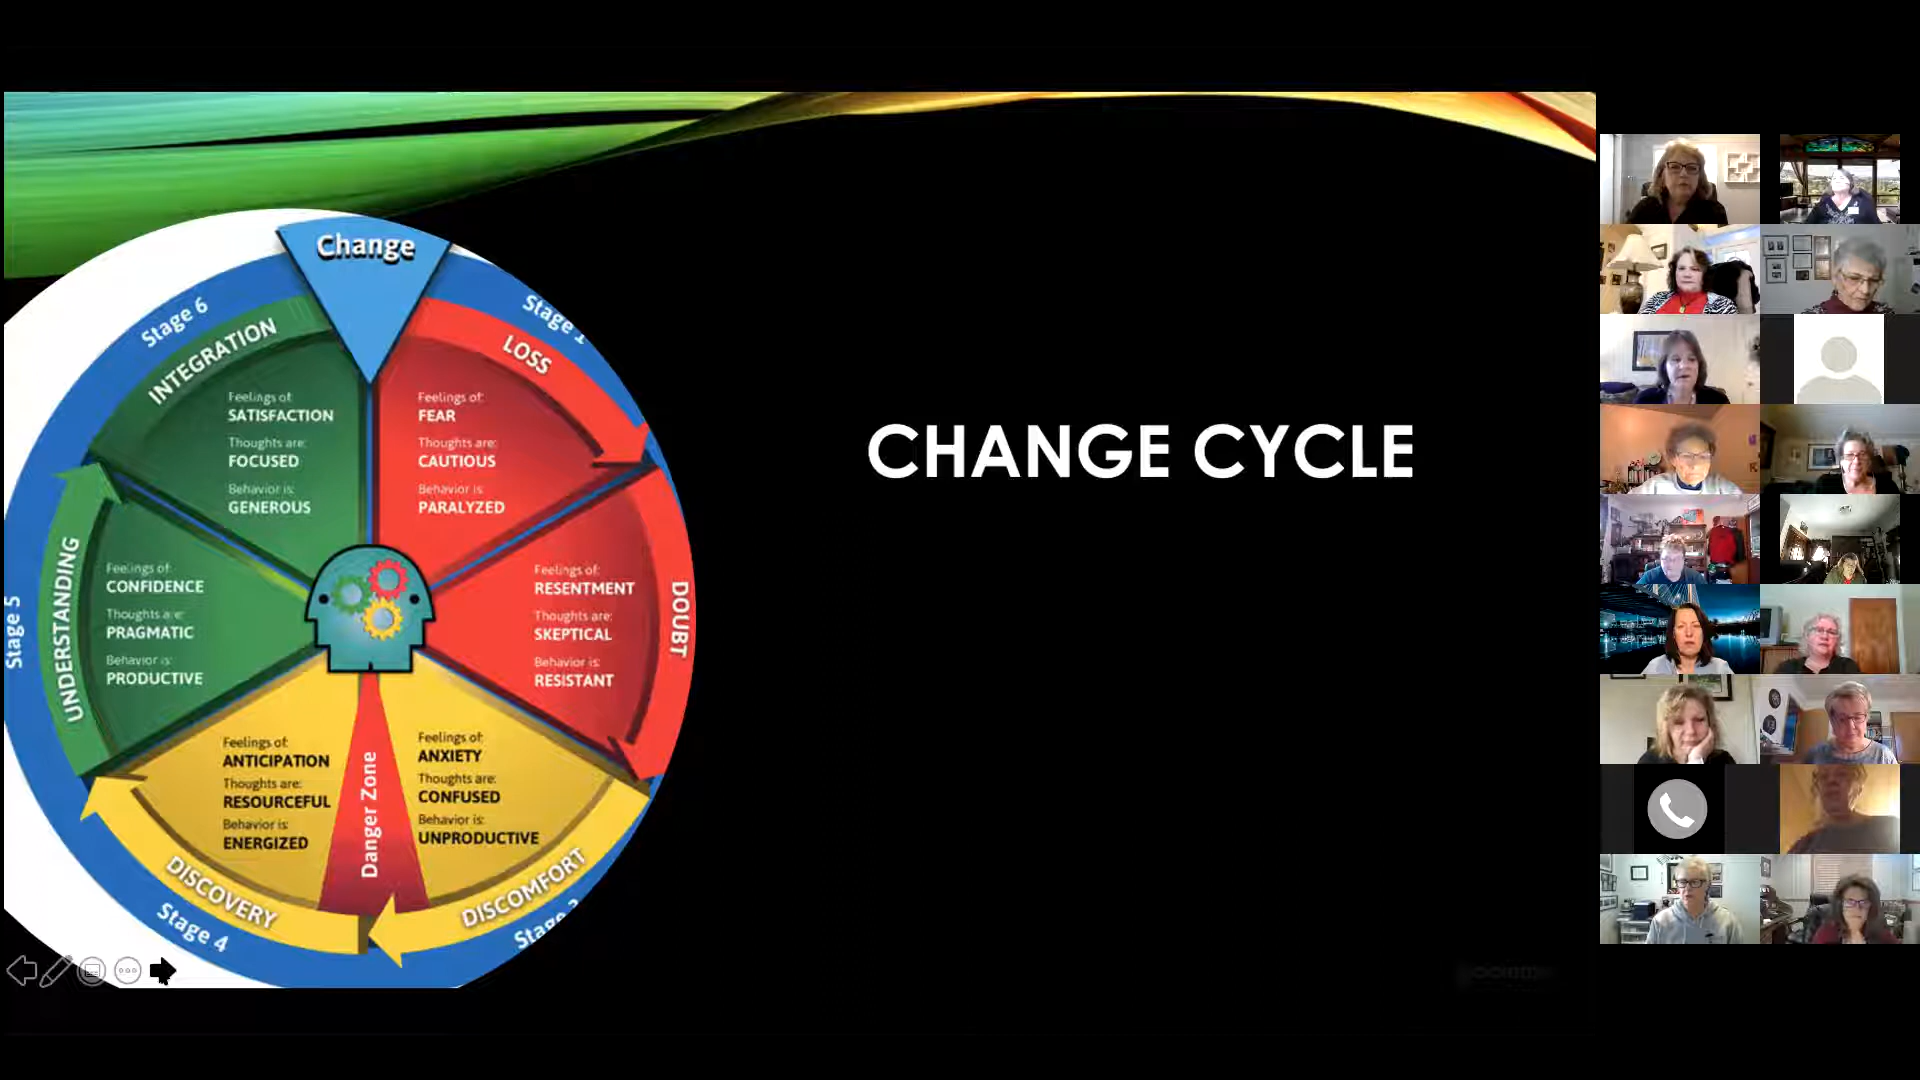 Change
CHANGE CYCLE
Stage 1
LOSS
Feelings of:
FEAR
Thoughts are:
CAUTIOUS
Behavior is:
PARALYZED
DOUBT
Feelings of:
RESENTMENT
Thoughts are:
SKEPTICAL
Behavior is:
RESISTANT
DISCOMFORT
Stage
Feelings of:
ANXIETY
Thoughts are:
CONFUSED
Behavior is:
UNPRODUCTIVE
Danger Zone
Stage 4
DISCOVERY
Feelings of:
ANTICIPATION
Thoughts are:
RESOURCEFUL
Behavior is:
ENERGIZED
Stage 5
UNDERSTANDING
Feelings of:
CONFIDENCE
Thoughts are:
PRAGMATIC
Behavior is:
PRODUCTIVE
Stage 6
INTEGRATION
Feelings of:
SATISFACTION
Thoughts are:
FOCUSED
Behavior is:
GENEROUS